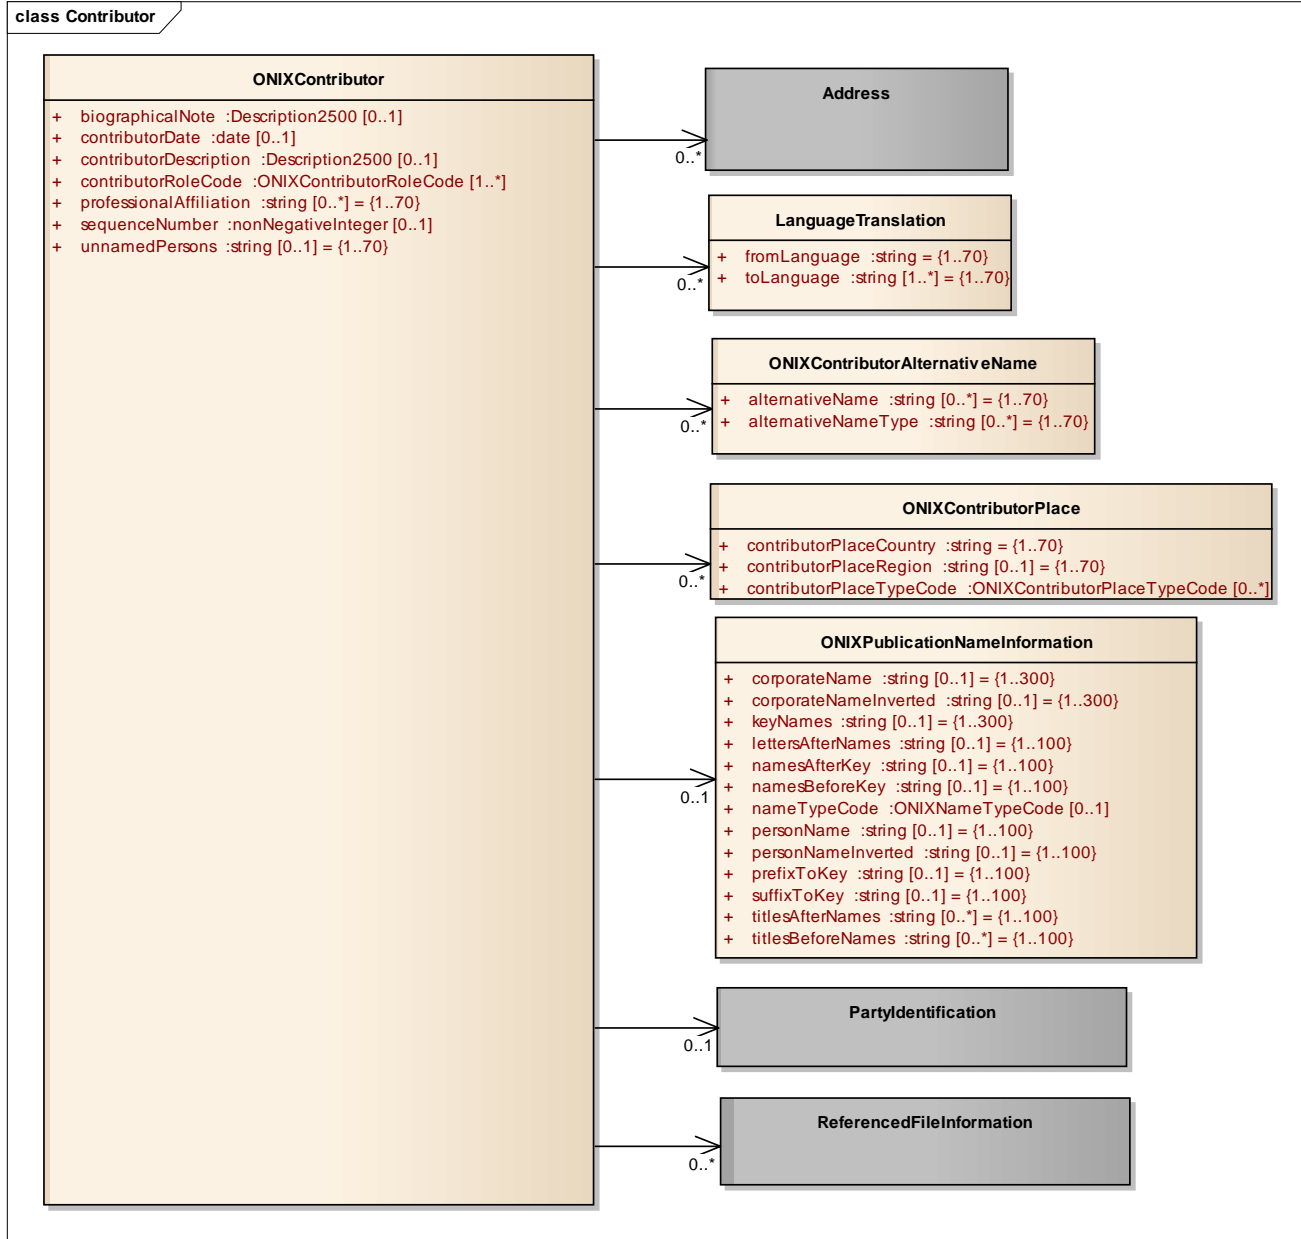 class Contributor
ONIXContributor
+ biographicalNote :Description2500 [0..1]
+ contributorDate :date [0..1]
+ contributorDescription :Description2500 [0..1]
+ contributorRoleCode :ONIXContributorRoleCode [1..*]
+ professionalAffiliation :string [0..*] = {1..70}
+ sequenceNumber :nonNegativeInteger [0..1]
+ unnamedPersons :string [0..1] = {1..70}
Address
0..*
LanguageTranslation
+ fromLanguage :string = {1..70}
+ toLanguage :string [1..*] = {1..70}
0..*
ONIXContributorAlternativeName
+ alternativeName :string [0..*] = {1..70}
+ alternativeNameType :string [0..*] = {1..70}
0..*
ONIXContributorPlace
+ contributorPlaceCountry :string = {1..70}
+ contributorPlaceRegion :string [0..1] = {1..70}
+ contributorPlaceTypeCode :ONIXContributorPlaceTypeCode [0..*]
0..*
ONIXPublicationNameInformation
+ corporateName :string [0..1] = {1..300}
+ corporateNameInverted :string [0..1] = {1..300}
+ keyNames :string [0..1] = {1..300}
+ lettersAfterNames :string [0..1] = {1..100}
+ namesAfterKey :string [0..1] = {1..100}
+ namesBeforeKey :string [0..1] = {1..100}
+ nameTypeCode :ONIXNameTypeCode [0..1]
+ personName :string [0..1] = {1..100}
+ personNameInverted :string [0..1] = {1..100}
+ prefixToKey :string [0..1] = {1..100}
+ suffixToKey :string [0..1] = {1..100}
+ titlesAfterNames :string [0..*] = {1..100}
+ titlesBeforeNames :string [0..*] = {1..100}
0..1
PartyIdentification
0..1
ReferencedFileInformation
0..*